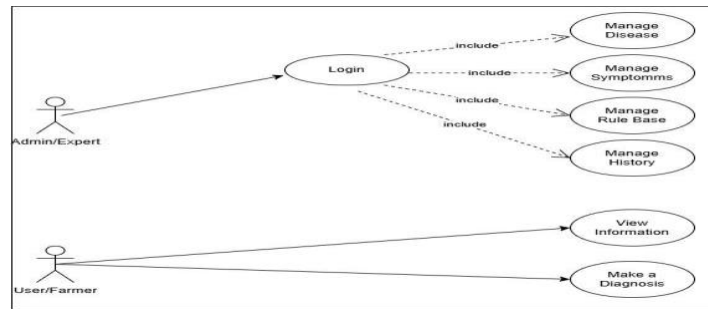 Manage
Disease
include
Login
Manage
Symptomms
include
include
Manage
Rule Base
include
Admin/Expert
Manage
History
View
Information
User/Farmer
Make a
Diagnosis